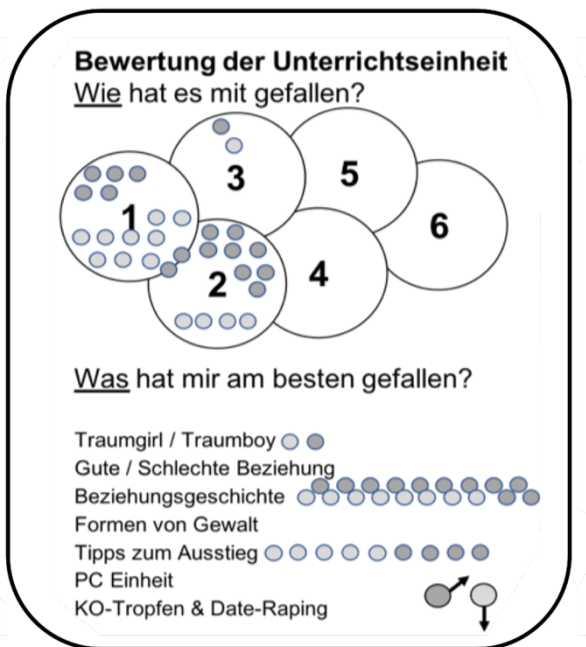 Bewertung der Unterrichtseinheit
Wie hat es mit gefallen?
3
5
1
6
2
4
Was hat mir am besten gefallen?
Traumgirl / Traumboy
Gute / Schlechte Beziehung
Beziehungsgeschichte
Formen von Gewalt
Tipps zum Ausstieg
PC Einheit
KO-Tropfen & Date-Raping